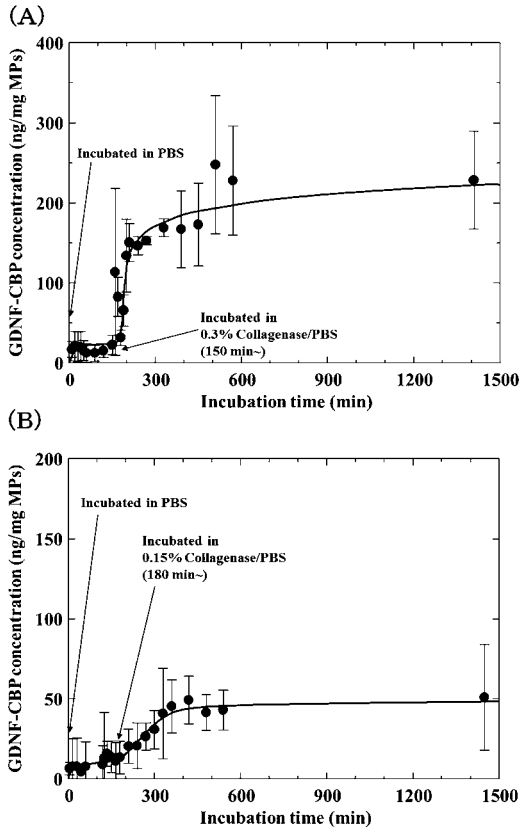 (A)
GDNF-CBP concentration (ng/mg MPs)
400
300
200
100
0
Incubated in PBS
Incubated in
0.3% Collagenase/PBS
(150 min~)
0 300 600 900 1200 1500
Incubation time (min)
(B)
GDNF-CBP concentration (ng/mg MPs)
200
150
100
50
0
Incubated in PBS
Incubated in
0.15% Collagenase/PBS
(180 min~)
0 300 600 900 1200 1500
Incubation time (min)